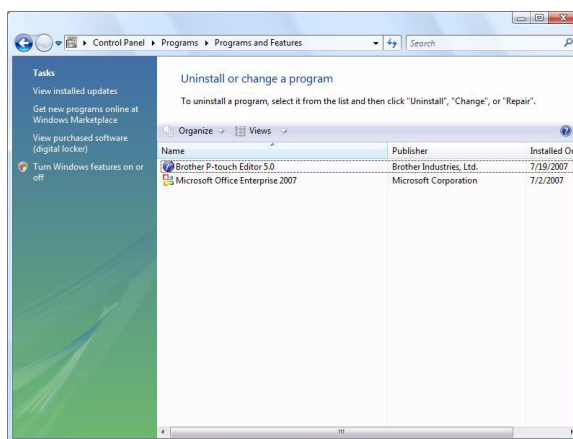 Control Panel ▸ Programs ▸ Programs and Features
Search
Tasks
View installed updates
Get new programs online at
Windows Marketplace
View purchased software
(digital locker)
Turn Windows features on or
off
Uninstall or change a program
To uninstall a program, select it from the list and then click "Uninstall", "Change", or "Repair".
Organize Views
Name Publisher Installed On
Brother P-touch Editor 5.0 Brother Industries, Ltd. 7/19/2007
Microsoft Office Enterprise 2007 Microsoft Corporation 7/2/2007